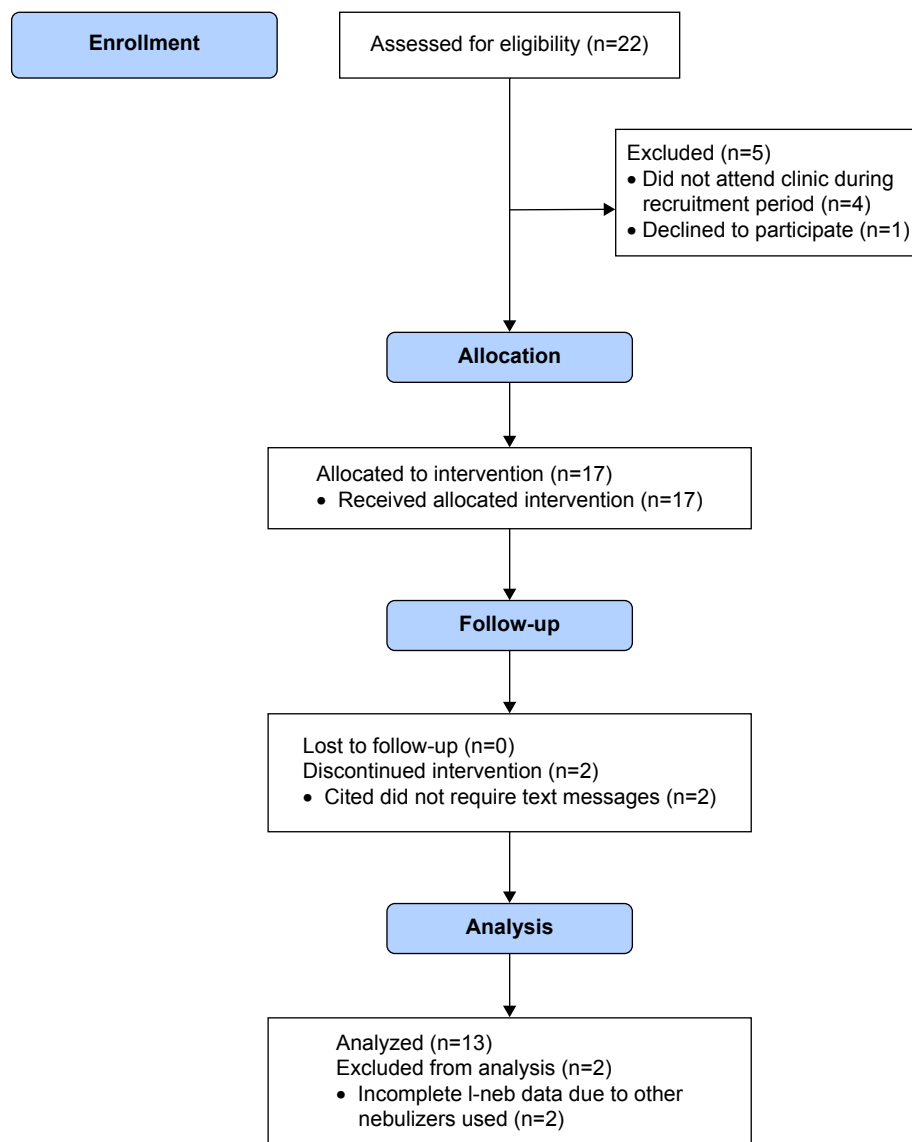 Enrollment
Assessed for eligibility (n=22)
Excluded (n=5)
• Did not attend clinic during
recruitment period (n=4)
• Declined to participate (n=1)
Allocation
Allocated to intervention (n=17)
• Received allocated intervention (n=17)
Follow-up
Lost to follow-up (n=0)
Discontinued intervention (n=2)
• Cited did not require text messages (n=2)
Analysis
Analyzed (n=13)
Excluded from analysis (n=2)
• Incomplete I-neb data due to other
nebulizers used (n=2)